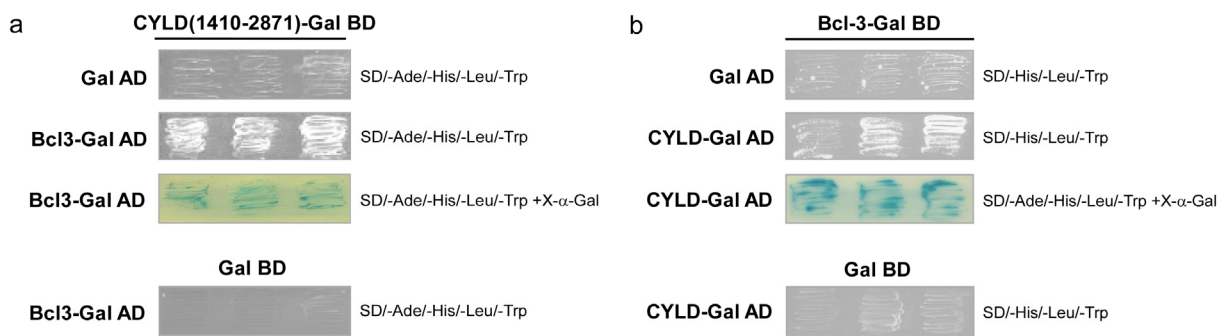 a
CYLD(1410-2871)-Gal BD
Gal AD SD/-Ade/-His/-Leu/-Trp
Bcl3-Gal AD SD/-Ade/-His/-Leu/-Trp
Bcl3-Gal AD SD/-Ade/-His/-Leu/-Trp +X-α-Gal
Gal BD
Bcl3-Gal AD SD/-Ade/-His/-Leu/-Trp
b
Bcl-3-Gal BD
Gal AD SD/-His/-Leu/-Trp
CYLD-Gal AD SD/-His/-Leu/-Trp
CYLD-Gal AD SD/-Ade/-His/-Leu/-Trp +X-α-Gal
Gal BD
CYLD-Gal AD SD/-His/-Leu/-Trp